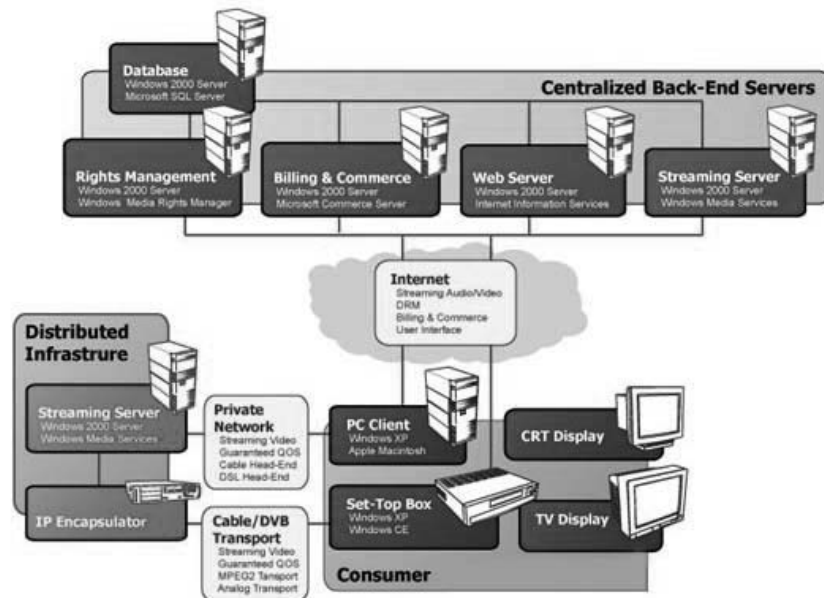 Database
Windows 2000 Server
Microsoft SQL Server
Centralized Back-End Servers
Rights Management
Windows 2000 Server
Windows Media Rights Manager
Billing & Commerce
Windows 2000 Server
Microsoft Commerce Server
Web Server
Windows 2000 Server
Internet Information Services
Streaming Server
Windows 2000 Server
Windows Media Services
Internet
Streaming Audio/Video
DRM
Billing & Commerce
User Interface
Distributed
Infrastrure
Streaming Server
Windows 2000 Server
Windows Media Services
IP Encapsulator
Private
Network
Streaming Video
Guaranteed QOS
Cable Head-End
DSL Head-End
Cable/DVB
Transport
Streaming Video
Guaranteed QOS
MPEG2 Tansport
Analog Transport
PC Client
Windows XP
Apple Macintosh
Set-Top Box
Windows XP
Windows CE
CRT Display
TV Display
Consumer